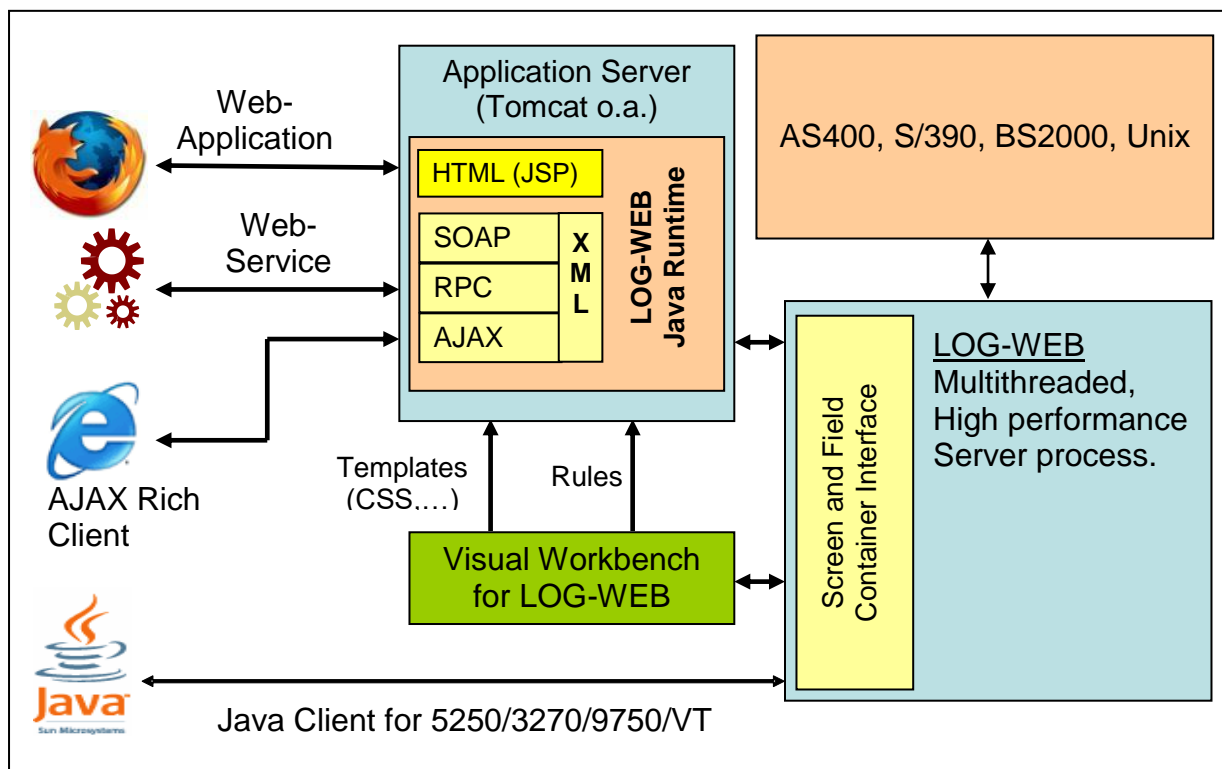 Application Server
(Tomcat o.a.)
AS400, S/390, BS2000, Unix
Web-
Application
HTML (JSP)
SOAP
RPC
AJAX
X
M
L
LOG-WEB
Java Runtime
Web-
Service
AJAX Rich
Client
Templates
(CSS,…)
Rules
Visual Workbench
for LOG-WEB
Screen and Field
Container Interface
LOG-WEB
Multithreaded,
High performance
Server process.
Java
Sun Microsystems
Java Client for 5250/3270/9750/VT